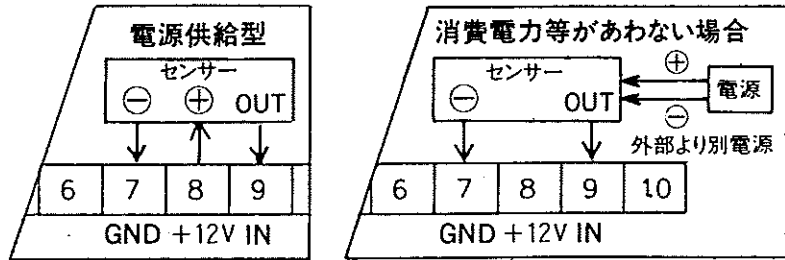 電源供給型
センサー
⊖ ⊕ OUT
6 7 8 9
GND +12V IN
消費電力等があわない場合
センサー
⊖ OUT
⊕
電源
⊖
外部より別電源
6 7 8 9 10
GND +12V IN